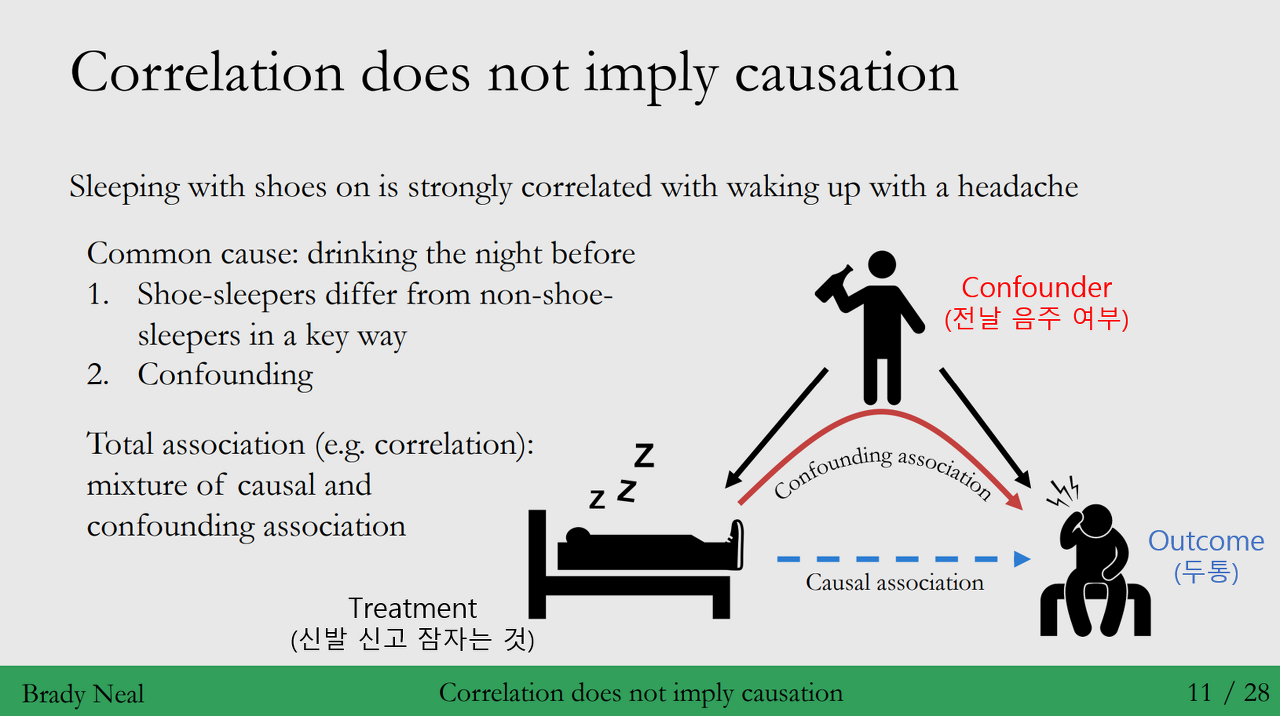 Correlation does not imply causation
Sleeping with shoes on is strongly correlated with waking up with a headache
Common cause: drinking the night before
1. Shoe-sleepers differ from non-shoe-
sleepers in a key way
2. Confounding
Total association (e.g. correlation):
mixture of causal and
confounding association
Confounder
(전날 음주 여부)
Confounding association
z z z
Causal association
Outcome
(두통)
Treatment
(신발 신고 잠자는 것)
Brady Neal
Correlation does not imply causation
11 / 28